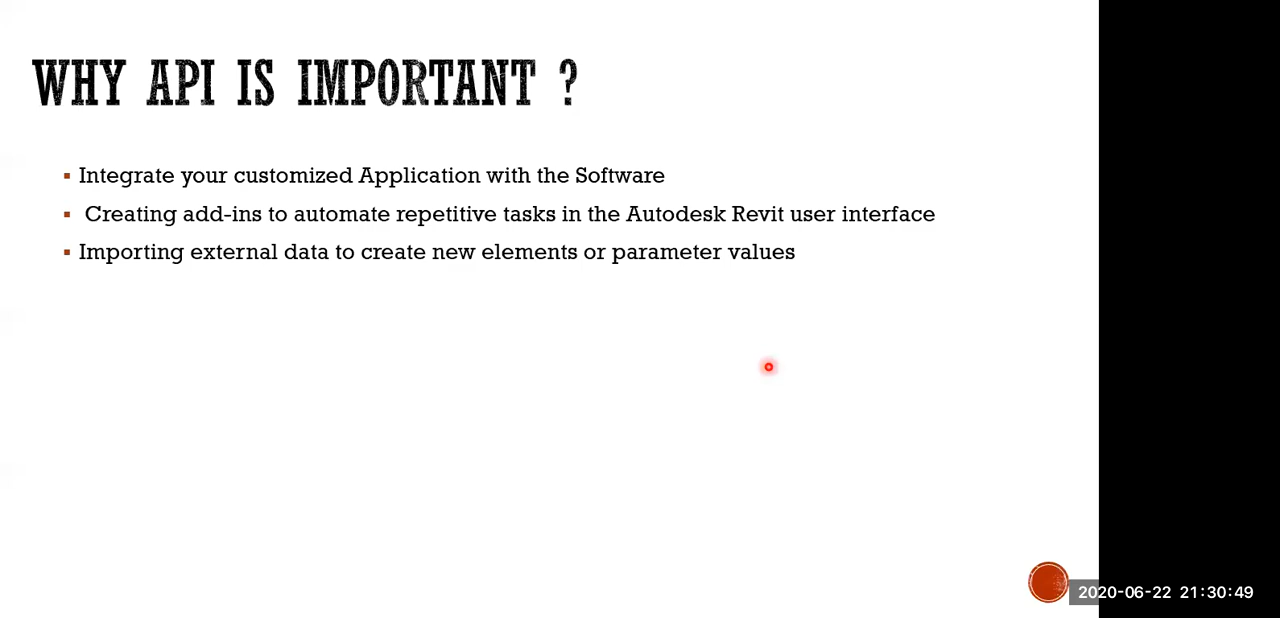 WHY API IS IMPORTANT ?
Integrate your customized Application with the Software
Creating add-ins to automate repetitive tasks in the Autodesk Revit user interface
Importing external data to create new elements or parameter values
2020-06-22 21:30:49